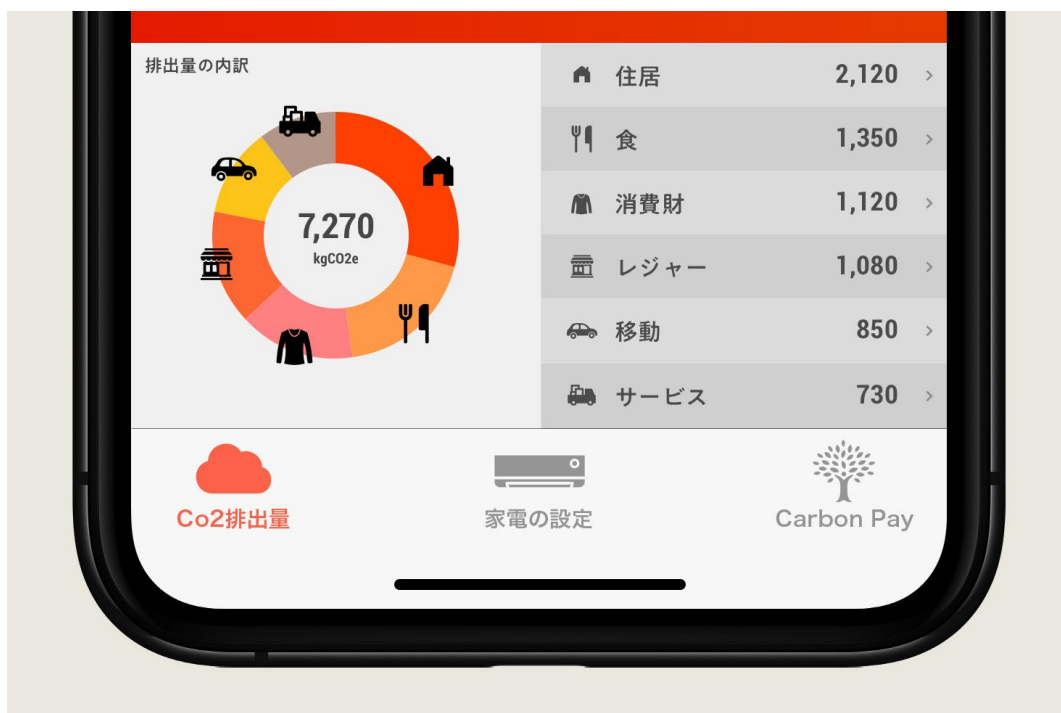 排出量の内訳
7,270
kgCO2e
住居 2,120
食 1,350
消費財 1,120
レジャー 1,080
移動 850
サービス 730
Co2排出量
家電の設定
Carbon Pay